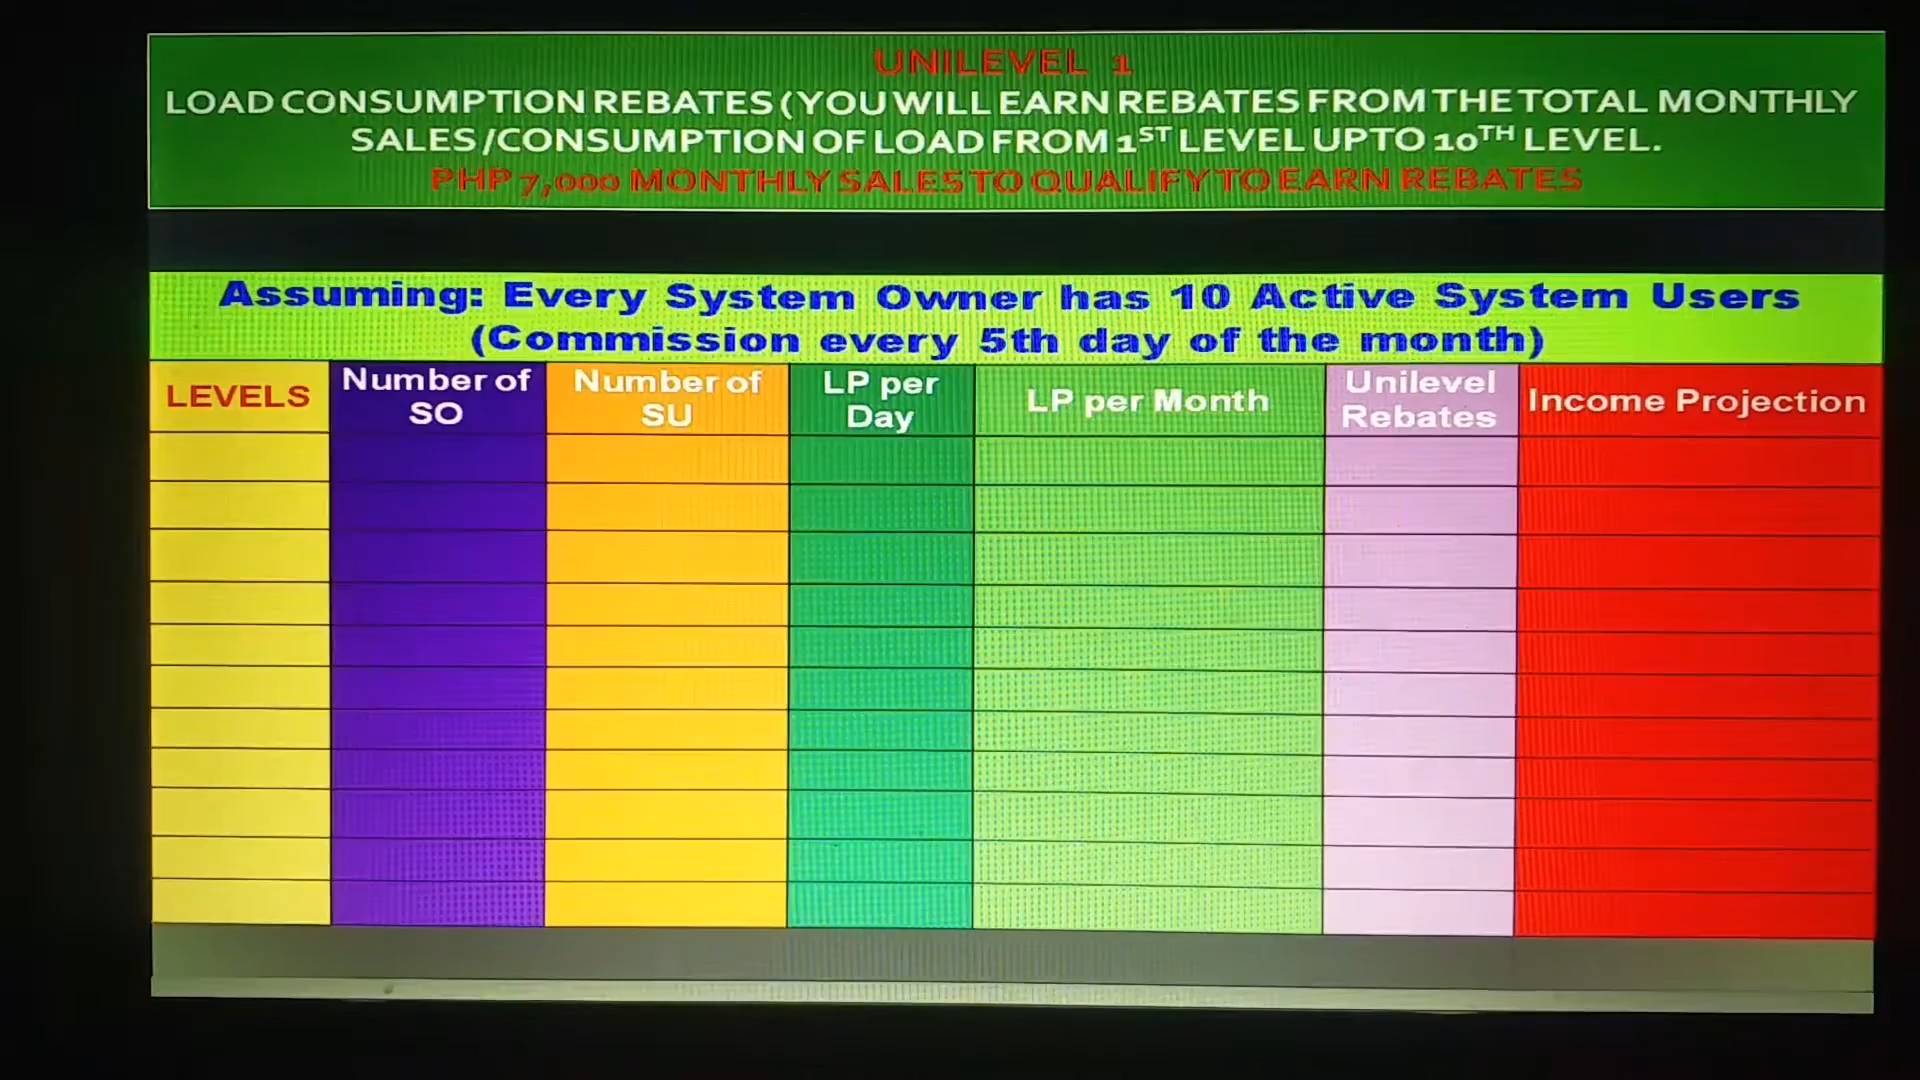 UNILEVEL 1
LOAD CONSUMPTION REBATES (YOU WILL EARN REBATES FROM THE TOTAL MONTHLY
SALES /CONSUMPTION OF LOAD FROM 1ST LEVEL UPTO 10TH LEVEL.
PHP 7,000 MONTHLY SALES TO QUALIFY TO EARN REBATES
Assuming: Every System Owner has 10 Active System Users
(Commission every 5th day of the month)
LEVELS
Number of
SO
Number of
SU
LP per
Day
LP per Month
Unilevel
Rebates
Income Projection